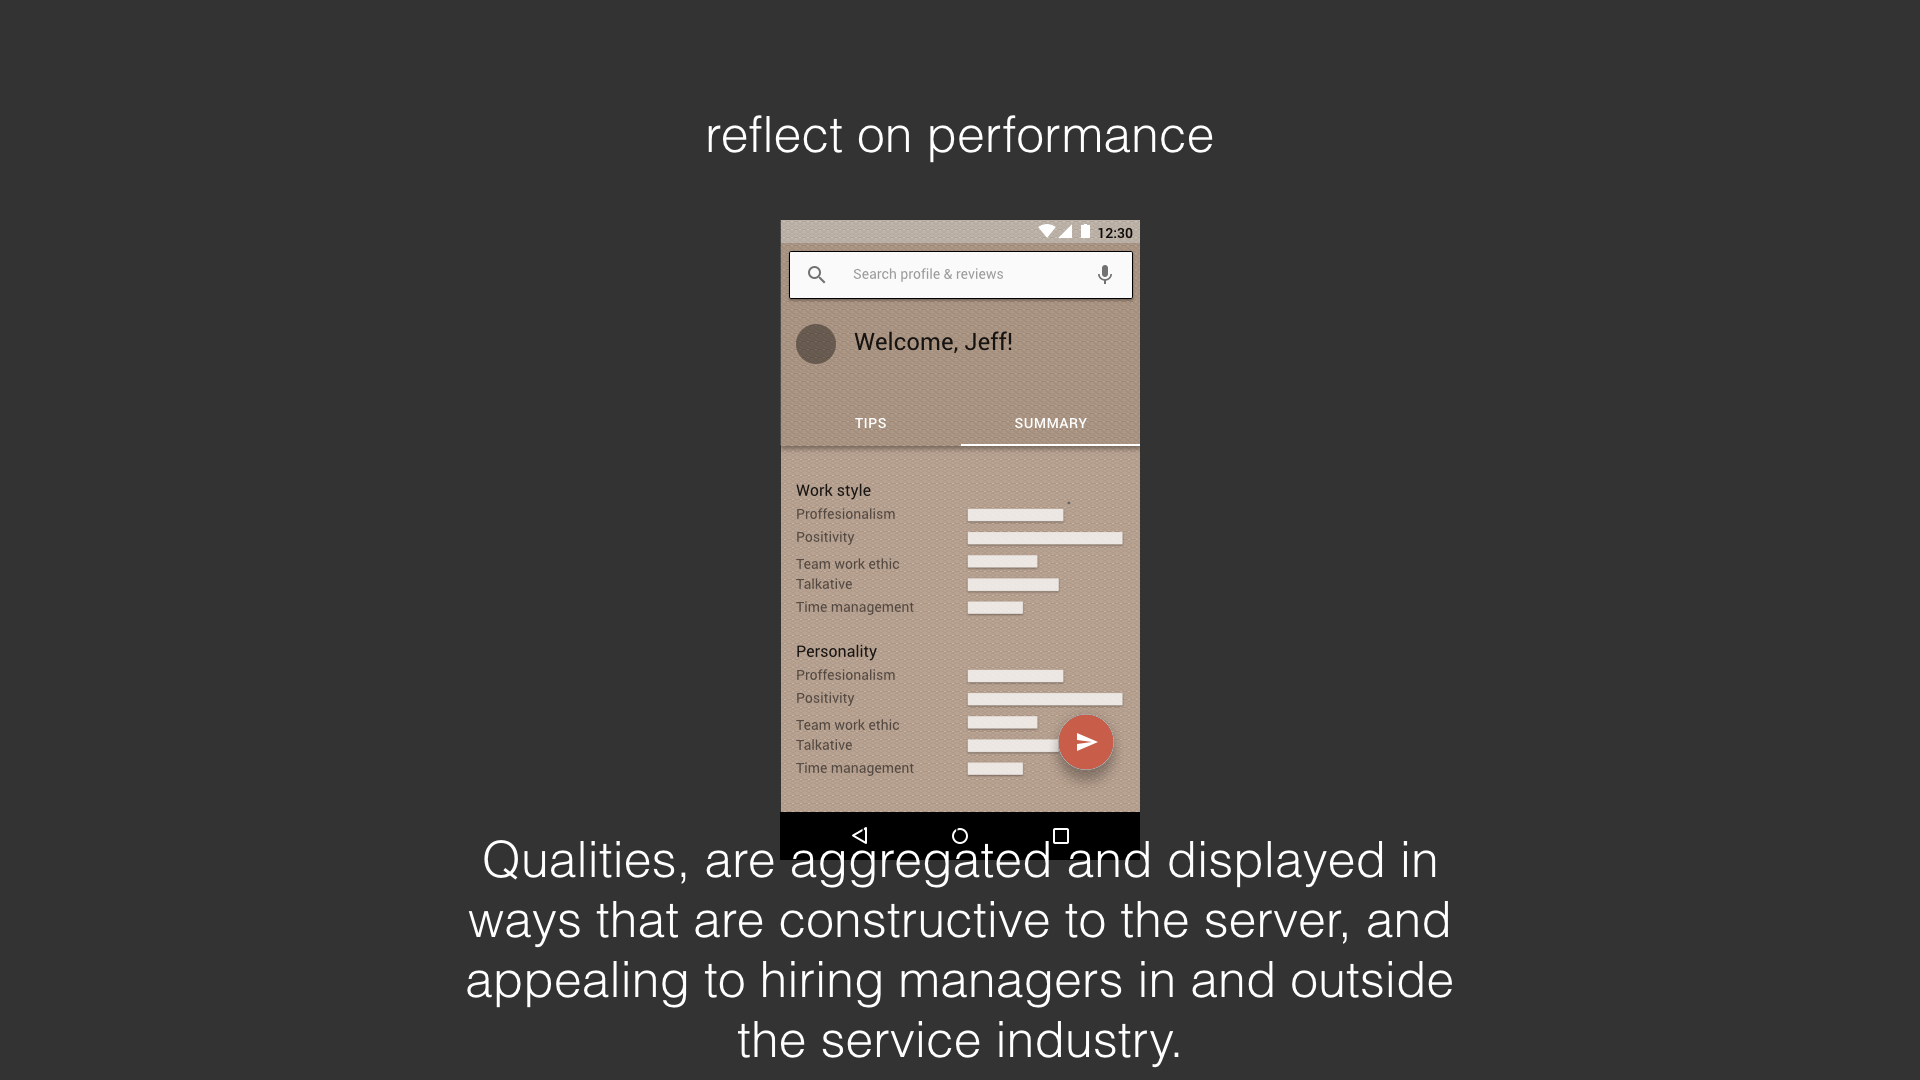 reflect on performance
12:30
Search profile & reviews
Welcome, Jeff!
TIPS SUMMARY
Work style
Proffesionalism
Positivity
Team work ethic
Talkative
Time management
Personality
Proffesionalism
Positivity
Team work ethic
Talkative
Time management
Qualities, are aggregated and displayed in
ways that are constructive to the server, and
appealing to hiring managers in and outside
the service industry.